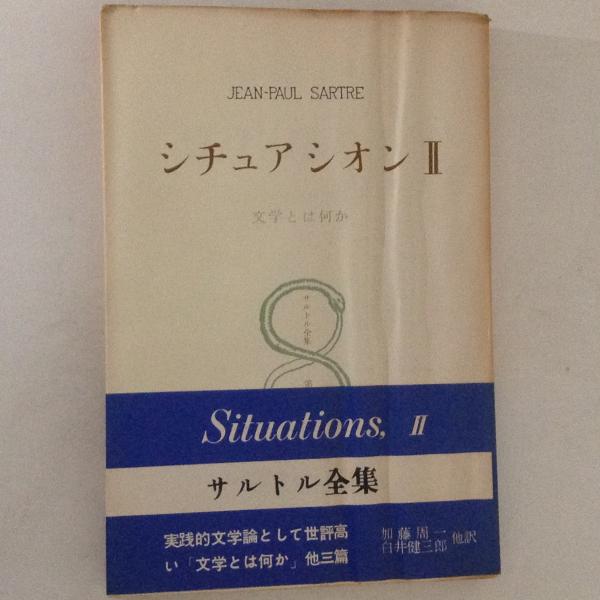 JEAN-PAUL SARTRE
シチュアシオン II
文学とは何か
サルトル全集 第
Situations, II
サルトル全集
実践的文学論として世評高
い「文学とは何か」他三篇
加藤周一
白井健三郎 他訳